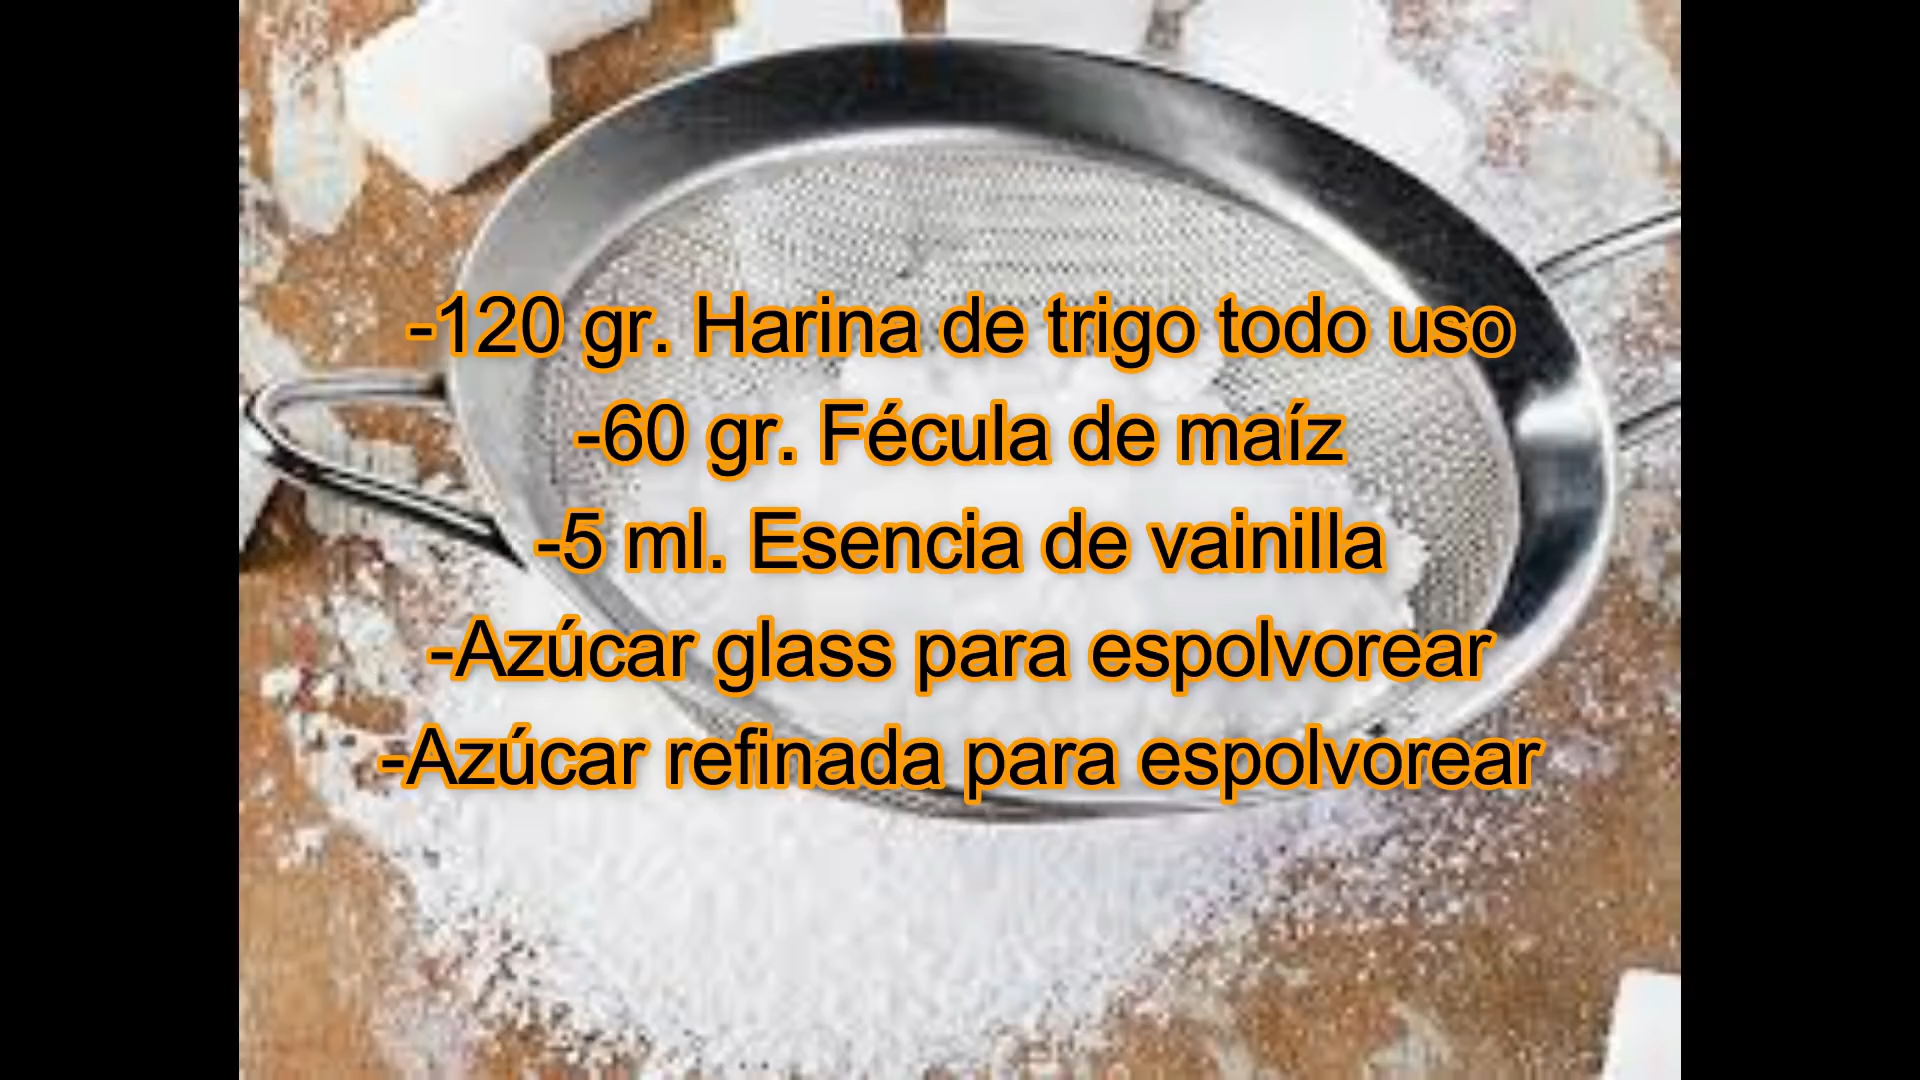 -120 gr. Harina de trigo todo uso
-60 gr. Fécula de maíz
-5 ml. Esencia de vainilla
-Azúcar glass para espolvorear
-Azúcar refinada para espolvorear